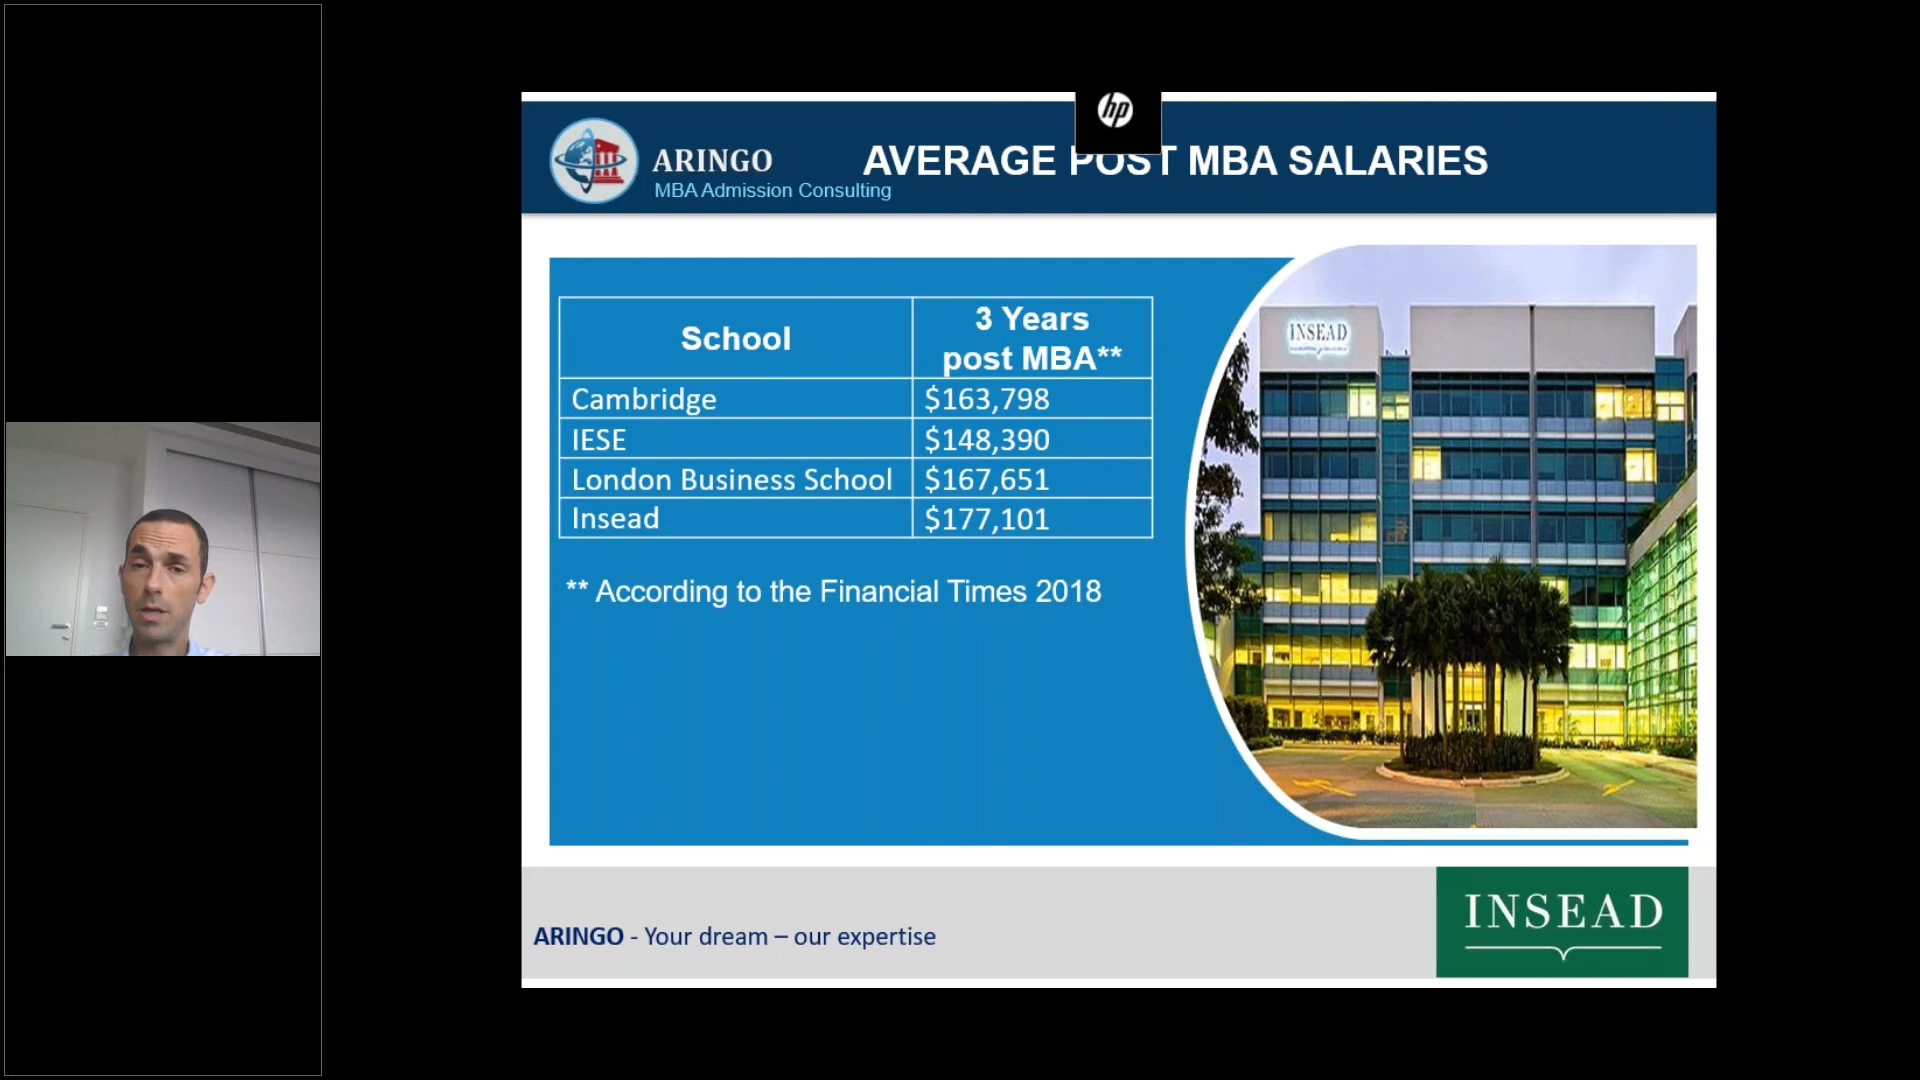 hp
ARINGO
MBA Admission Consulting
AVERAGE POST MBA SALARIES
School
3 Years
post MBA**
Cambridge
$163,798
IESE
$148,390
London Business School
$167,651
Insead
$177,101
** According to the Financial Times 2018
INSEAD
ARINGO - Your dream – our expertise
INSEAD